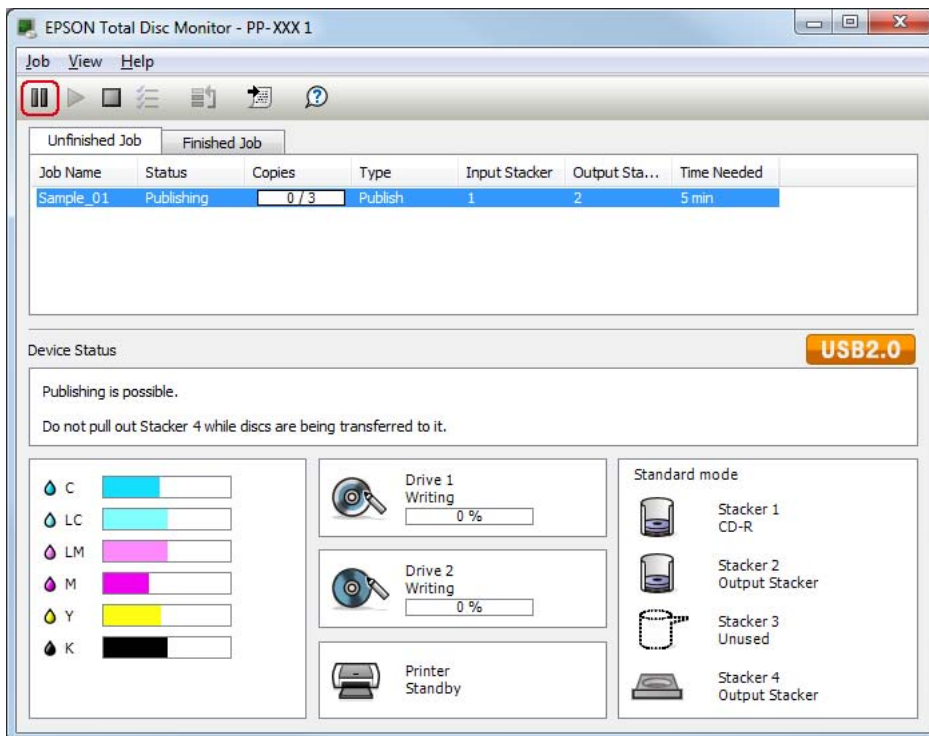 EPSON Total Disc Monitor - PP-XXX 1
Job View Help
Unfinished Job Finished Job
Job Name Status Copies Type Input Stacker Output Sta... Time Needed
Sample_01 Publishing 0 / 3 Publish 1 2 5 min
Device Status USB2.0
Publishing is possible.
Do not pull out Stacker 4 while discs are being transferred to it.
C
LC
LM
M
Y
K
Drive 1
Writing
0 %
Drive 2
Writing
0 %
Printer
Standby
Standard mode
Stacker 1
CD-R
Stacker 2
Output Stacker
Stacker 3
Unused
Stacker 4
Output Stacker